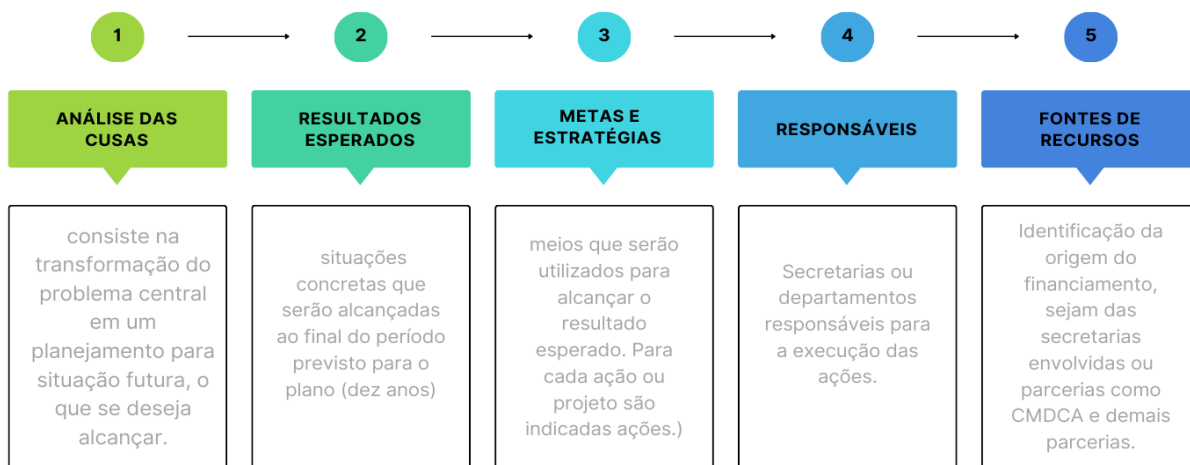 1
2
3
4
5
ANÁLISE DAS
CUSAS
RESULTADOS
ESPERADOS
METAS E
ESTRATÉGIAS
RESPONSÁVEIS
FONTES DE
RECURSOS
consiste na
transformação do
problema central
em um
planejamento para
situação futura, o
que se deseja
alcançar.
situações
concretas que
serão alcançadas
ao final do período
previsto para o
plano (dez anos)
meios que serão
utilizados para
alcançar o
resultado
esperado. Para
cada ação ou
projeto são
indicadas ações.)
Secretarias ou
departamentos
responsáveis para
a execução das
ações.
Identificação da
origem do
financiamento,
sejam das
secretarias
envolvidas ou
parcerias como
CMDCA e demais
parcerias.